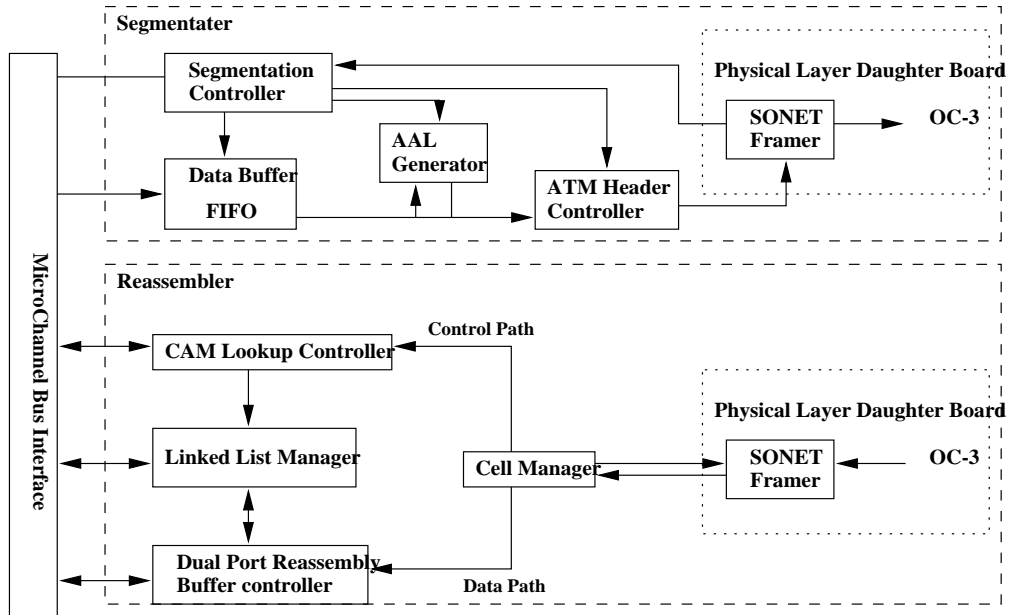 Segmentater
Segmentation
Controller
Physical Layer Daughter Board
SONET
Framer
OC-3
AAL
Generator
Data Buffer
FIFO
ATM Header
Controller
MicroChannel Bus Interface
Reassembler
Control Path
CAM Lookup Controller
Physical Layer Daughter Board
Linked List Manager
Cell Manager
SONET
Framer
OC-3
Dual Port Reassembly
Buffer controller
Data Path